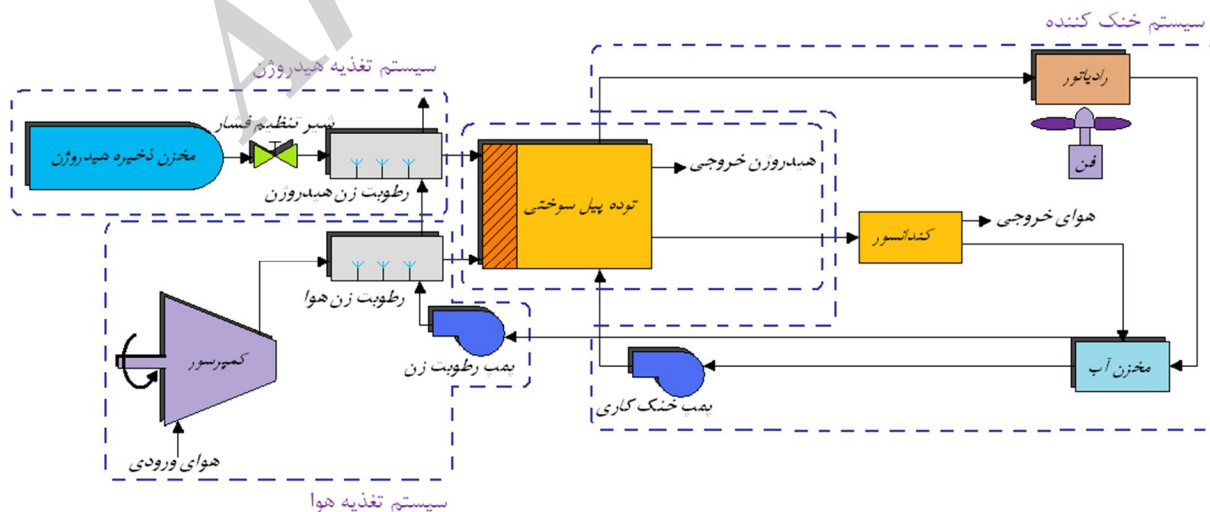 سیستم خنک کننده
رادیاتور
فن
سیستم تغذیه هیدروژن
شیر تنظیم فشار
مخزن ذخیره هیدروژن
رطوبت زن هیدروژن
هیدروژن خروجی
توده پیل سوختی
هوای خروجی
کندانسور
رطوبت زن هوا
کمپرسور
پمپ رطوبت زن
مخزن آب
پمپ خنک کاری
هوای ورودی
سیستم تغذیه هوا